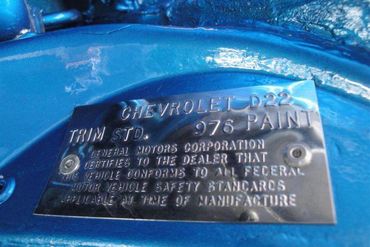 CHEVROLET D22
TRIM STD. 976 PAINT
GENERAL MOTORS CORPORATION
CERTIFIES TO THE DEALER THAT
THIS VEHICLE CONFORMS TO ALL FEDERAL
MOTOR VEHICLE SAFETY STANDARDS
APPLICABLE AT TIME OF MANUFACTURE